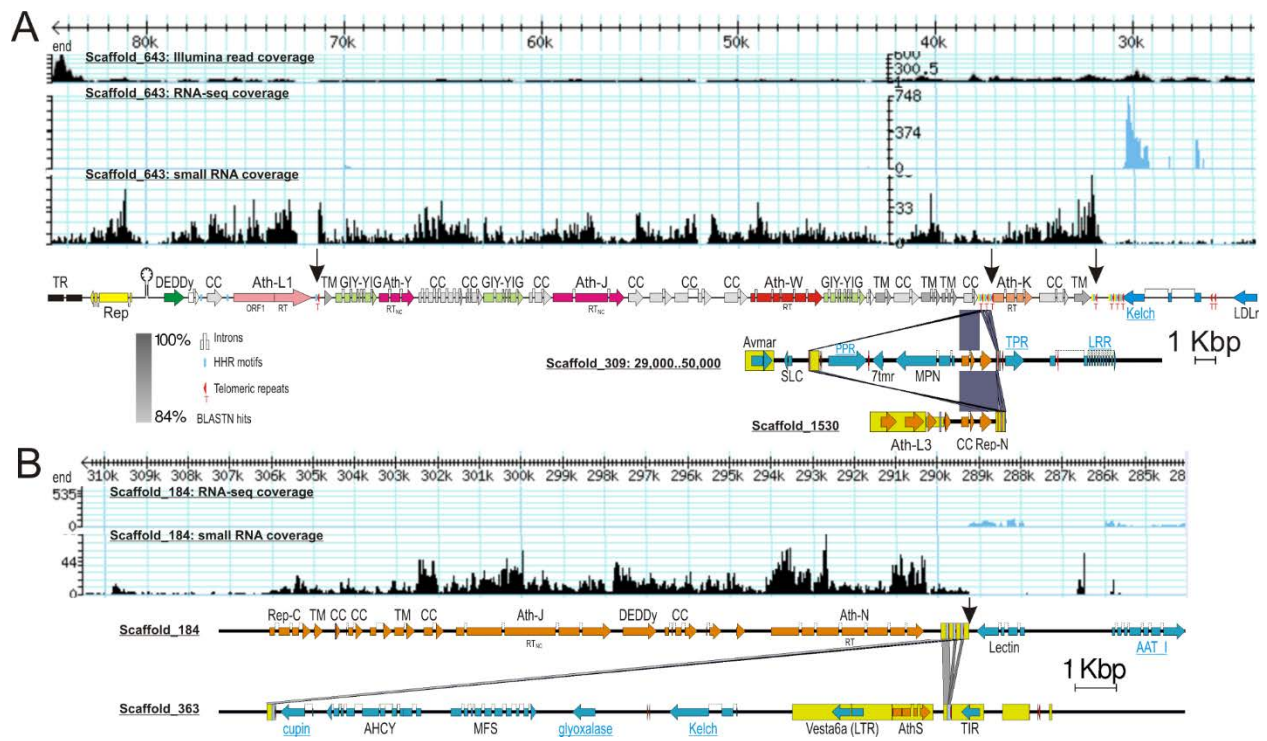 A
80k 70k 60k 50k 40k 30k
end
Scaffold_643: Illumina read coverage
600
300.5
Scaffold_643: RNA-seq coverage
748
374
0
Scaffold_643: small RNA coverage
33
0
TR Rep DEDDy CC Ath-L1 TM GIY-YIG Ath-Y CC CC GIY-YIG CC Ath-J CC CC CC Ath-W GIY-YIG TM CC TM TM CC Ath-K CC TM Kelch LDLr
ORF1 RT RTNC RTNC RT RT
T T T T T T T T T
100%
84%
BLASTN hits
Introns
HHR motifs
Telomeric repeats
T
1 Kbp
Scaffold_309: 29,000..50,000
Avmar SLC PPR 7tmr MPN TPR LRR
Scaffold_1530
Ath-L3 CC Rep-N
B
310k 309k 307k 306k 305k 304k 303k 302k 301k 300k 299k 298k 297k 296k 295k 294k 293k 292k 291k 290k 289k 288k 287k 286k 285k 28
end
535
0
Scaffold_184: RNA-seq coverage
Scaffold_184: small RNA coverage
44
0
Rep-C TM CC CC TM CC Ath-J DEDDy CC Ath-N
Scaffold_184
RTNC RT Lectin AAT_I
1 Kbp
Scaffold_363
cupin AHCY MFS glyoxalase Kelch Vesta6a (LTR) AthS TIR